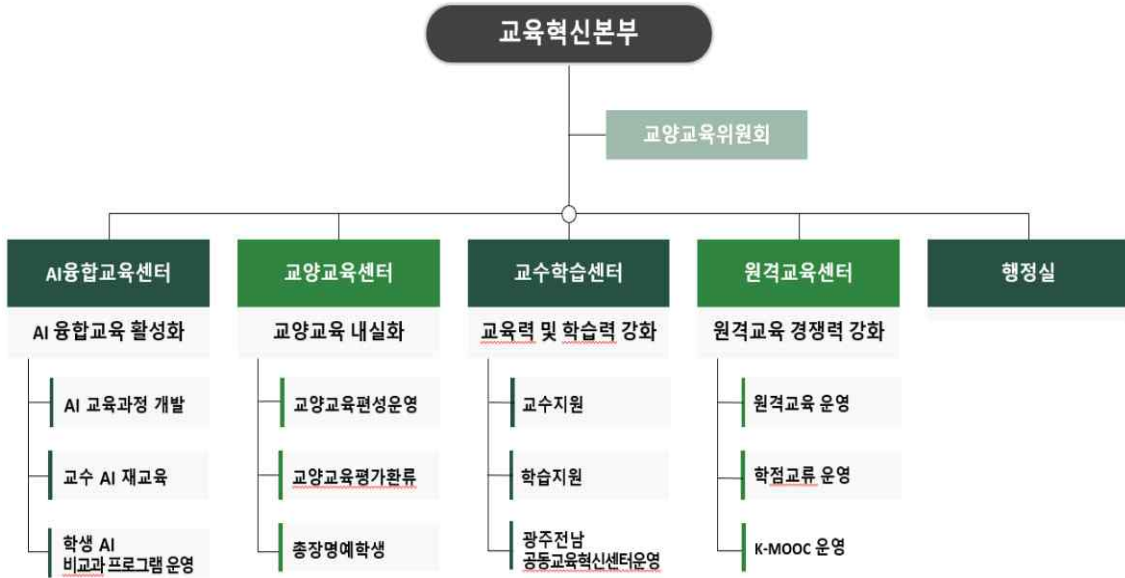 교육혁신본부
교양교육위원회
AI융합교육센터
AI 융합교육 활성화
AI 교육과정 개발
교수 AI 재교육
학생 AI
비교과 프로그램 운영
교양교육센터
교양교육 내실화
교양교육편성운영
교양교육평가환류
총장명예학생
교수학습센터
교육력 및 학습력 강화
교수지원
학습지원
광주전남
공동교육혁신센터운영
원격교육센터
원격교육 경쟁력 강화
원격교육 운영
학점교류 운영
K-MOOC 운영
행정실